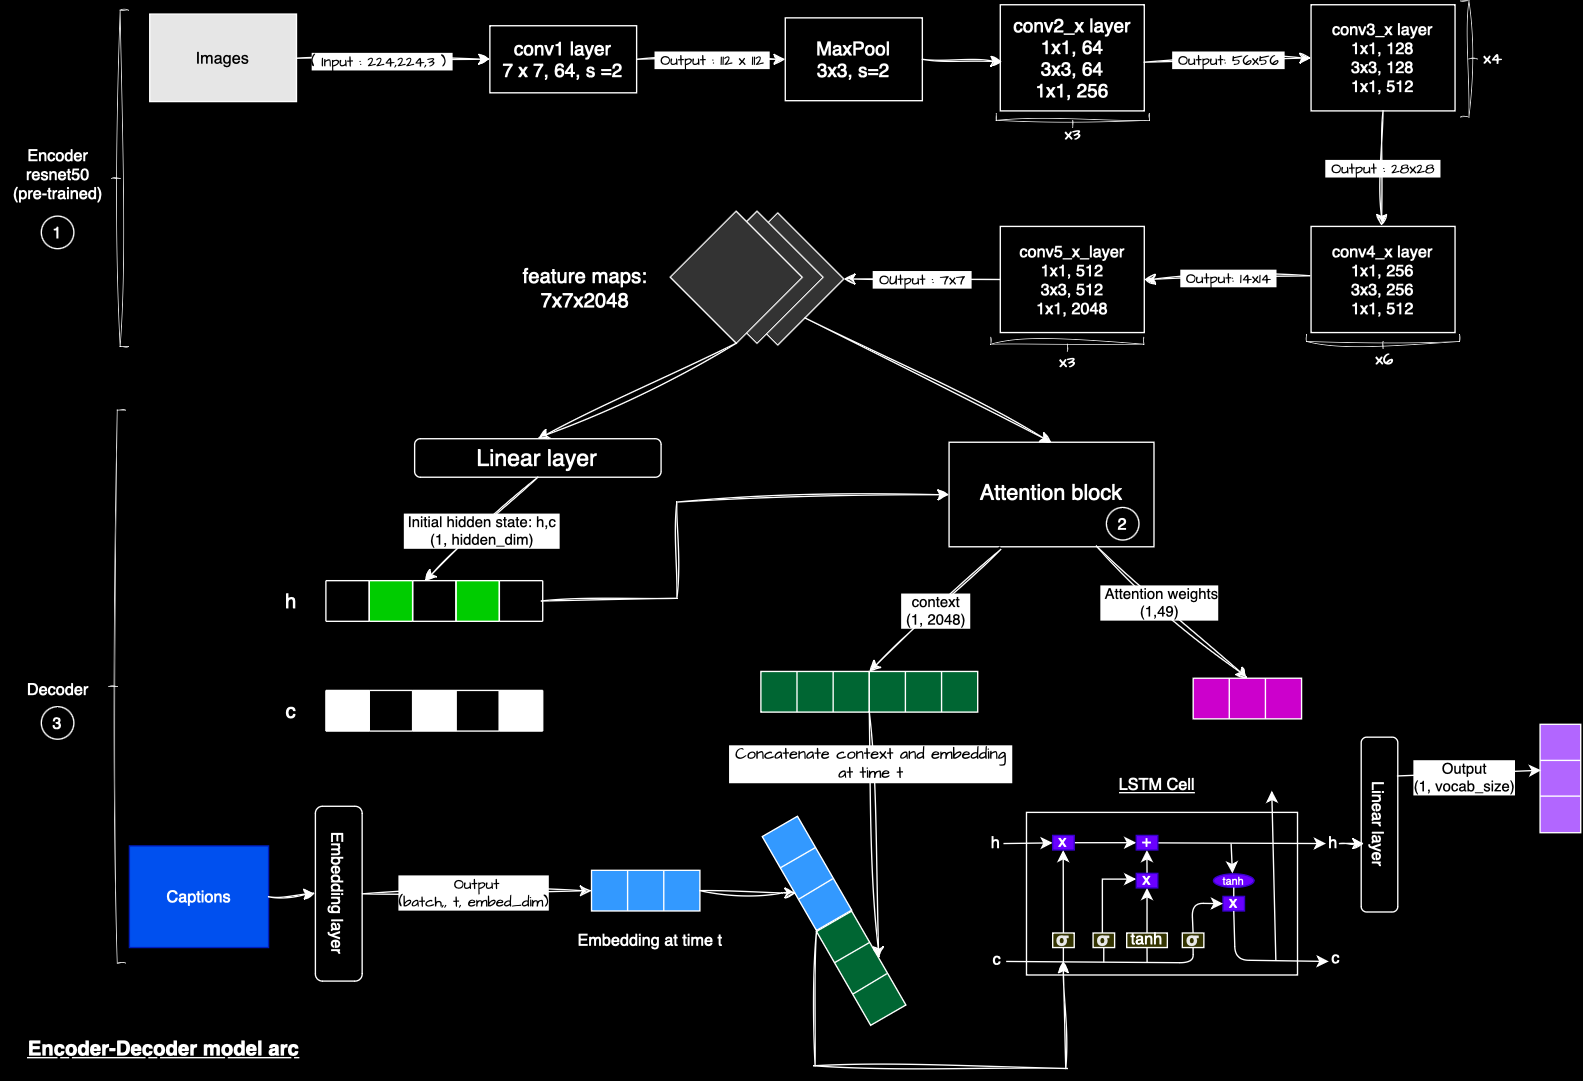 Images
( Input : 224,224,3 )
conv1 layer
7 x 7, 64, s =2
Output : 112 x 112
MaxPool
3x3, s=2
conv2_x layer
1x1, 64
3x3, 64
1x1, 256
x3
Output: 56x56
conv3_x layer
1x1, 128
3x3, 128
1x1, 512
x4
Output : 28x28
Encoder
resnet50
(pre-trained)
1
feature maps:
7x7x2048
Output : 7x7
conv5_x_layer
1x1, 512
3x3, 512
1x1, 2048
x3
Output: 14x14
conv4_x layer
1x1, 256
3x3, 256
1x1, 512
x6
Linear layer
Initial hidden state: h,c
(1, hidden_dim)
Attention block
2
h
context
(1, 2048)
Attention weights
(1,49)
Decoder
3
c
Concatenate context and embedding
at time t
Captions
Embedding layer
Output
(batch,, t, embed_dim)
Embedding at time t
LSTM Cell
h
x
+
h
x
tanh
x
σ
σ
tanh
σ
c
c
Linear layer
Output
(1, vocab_size)
Encoder-Decoder model arc